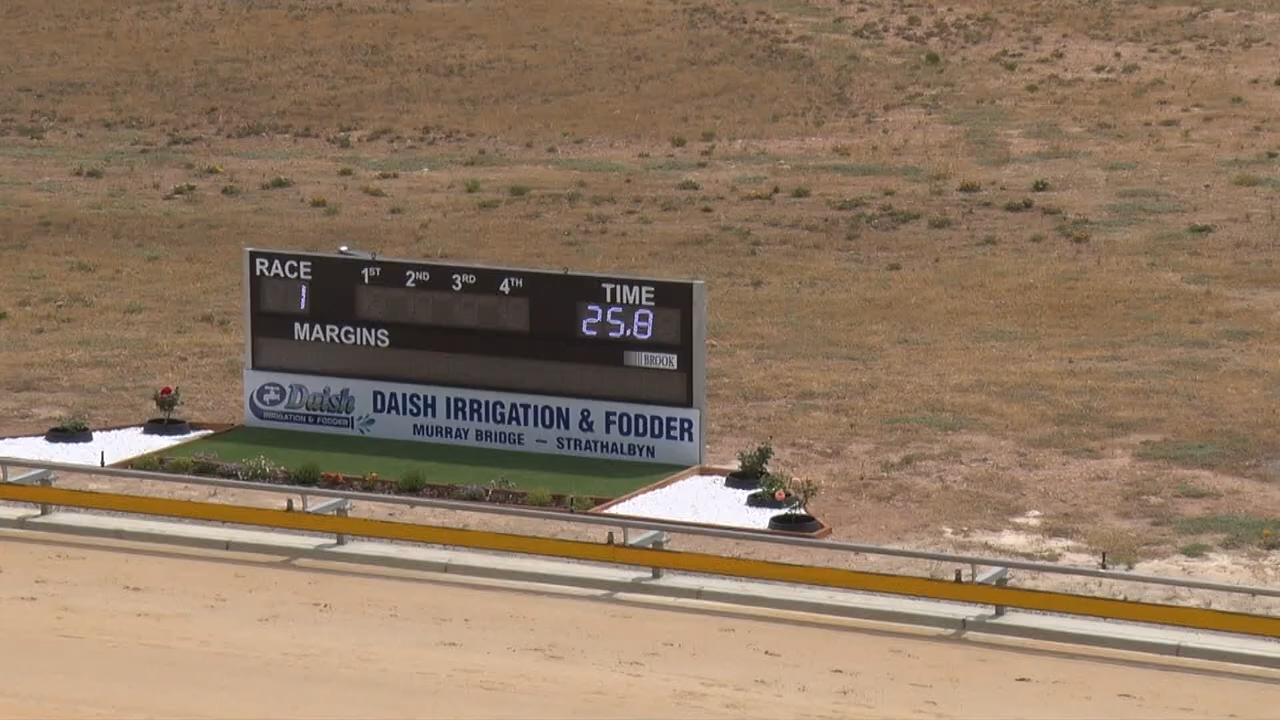 RACE 1ST 2ND 3RD 4TH TIME
1 25.8
MARGINS
BROOK
Daish
IRRIGATION & FODDER
DAISH IRRIGATION & FODDER
MURRAY BRIDGE – STRATHALBYN